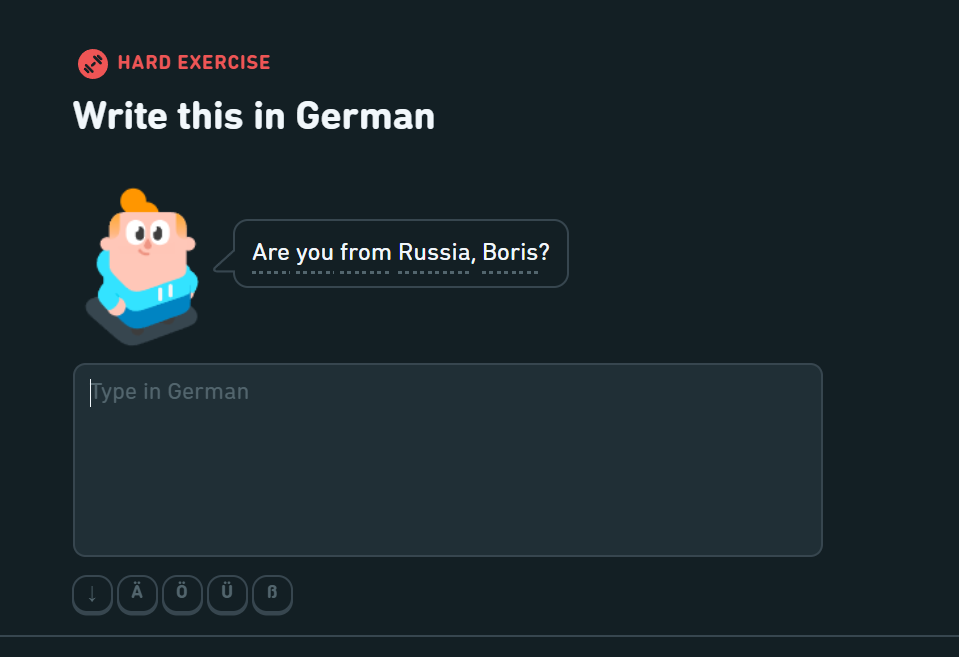 HARD EXERCISE
Write this in German
Are you from Russia, Boris?
Type in German
↓ Ä Ö Ü ß